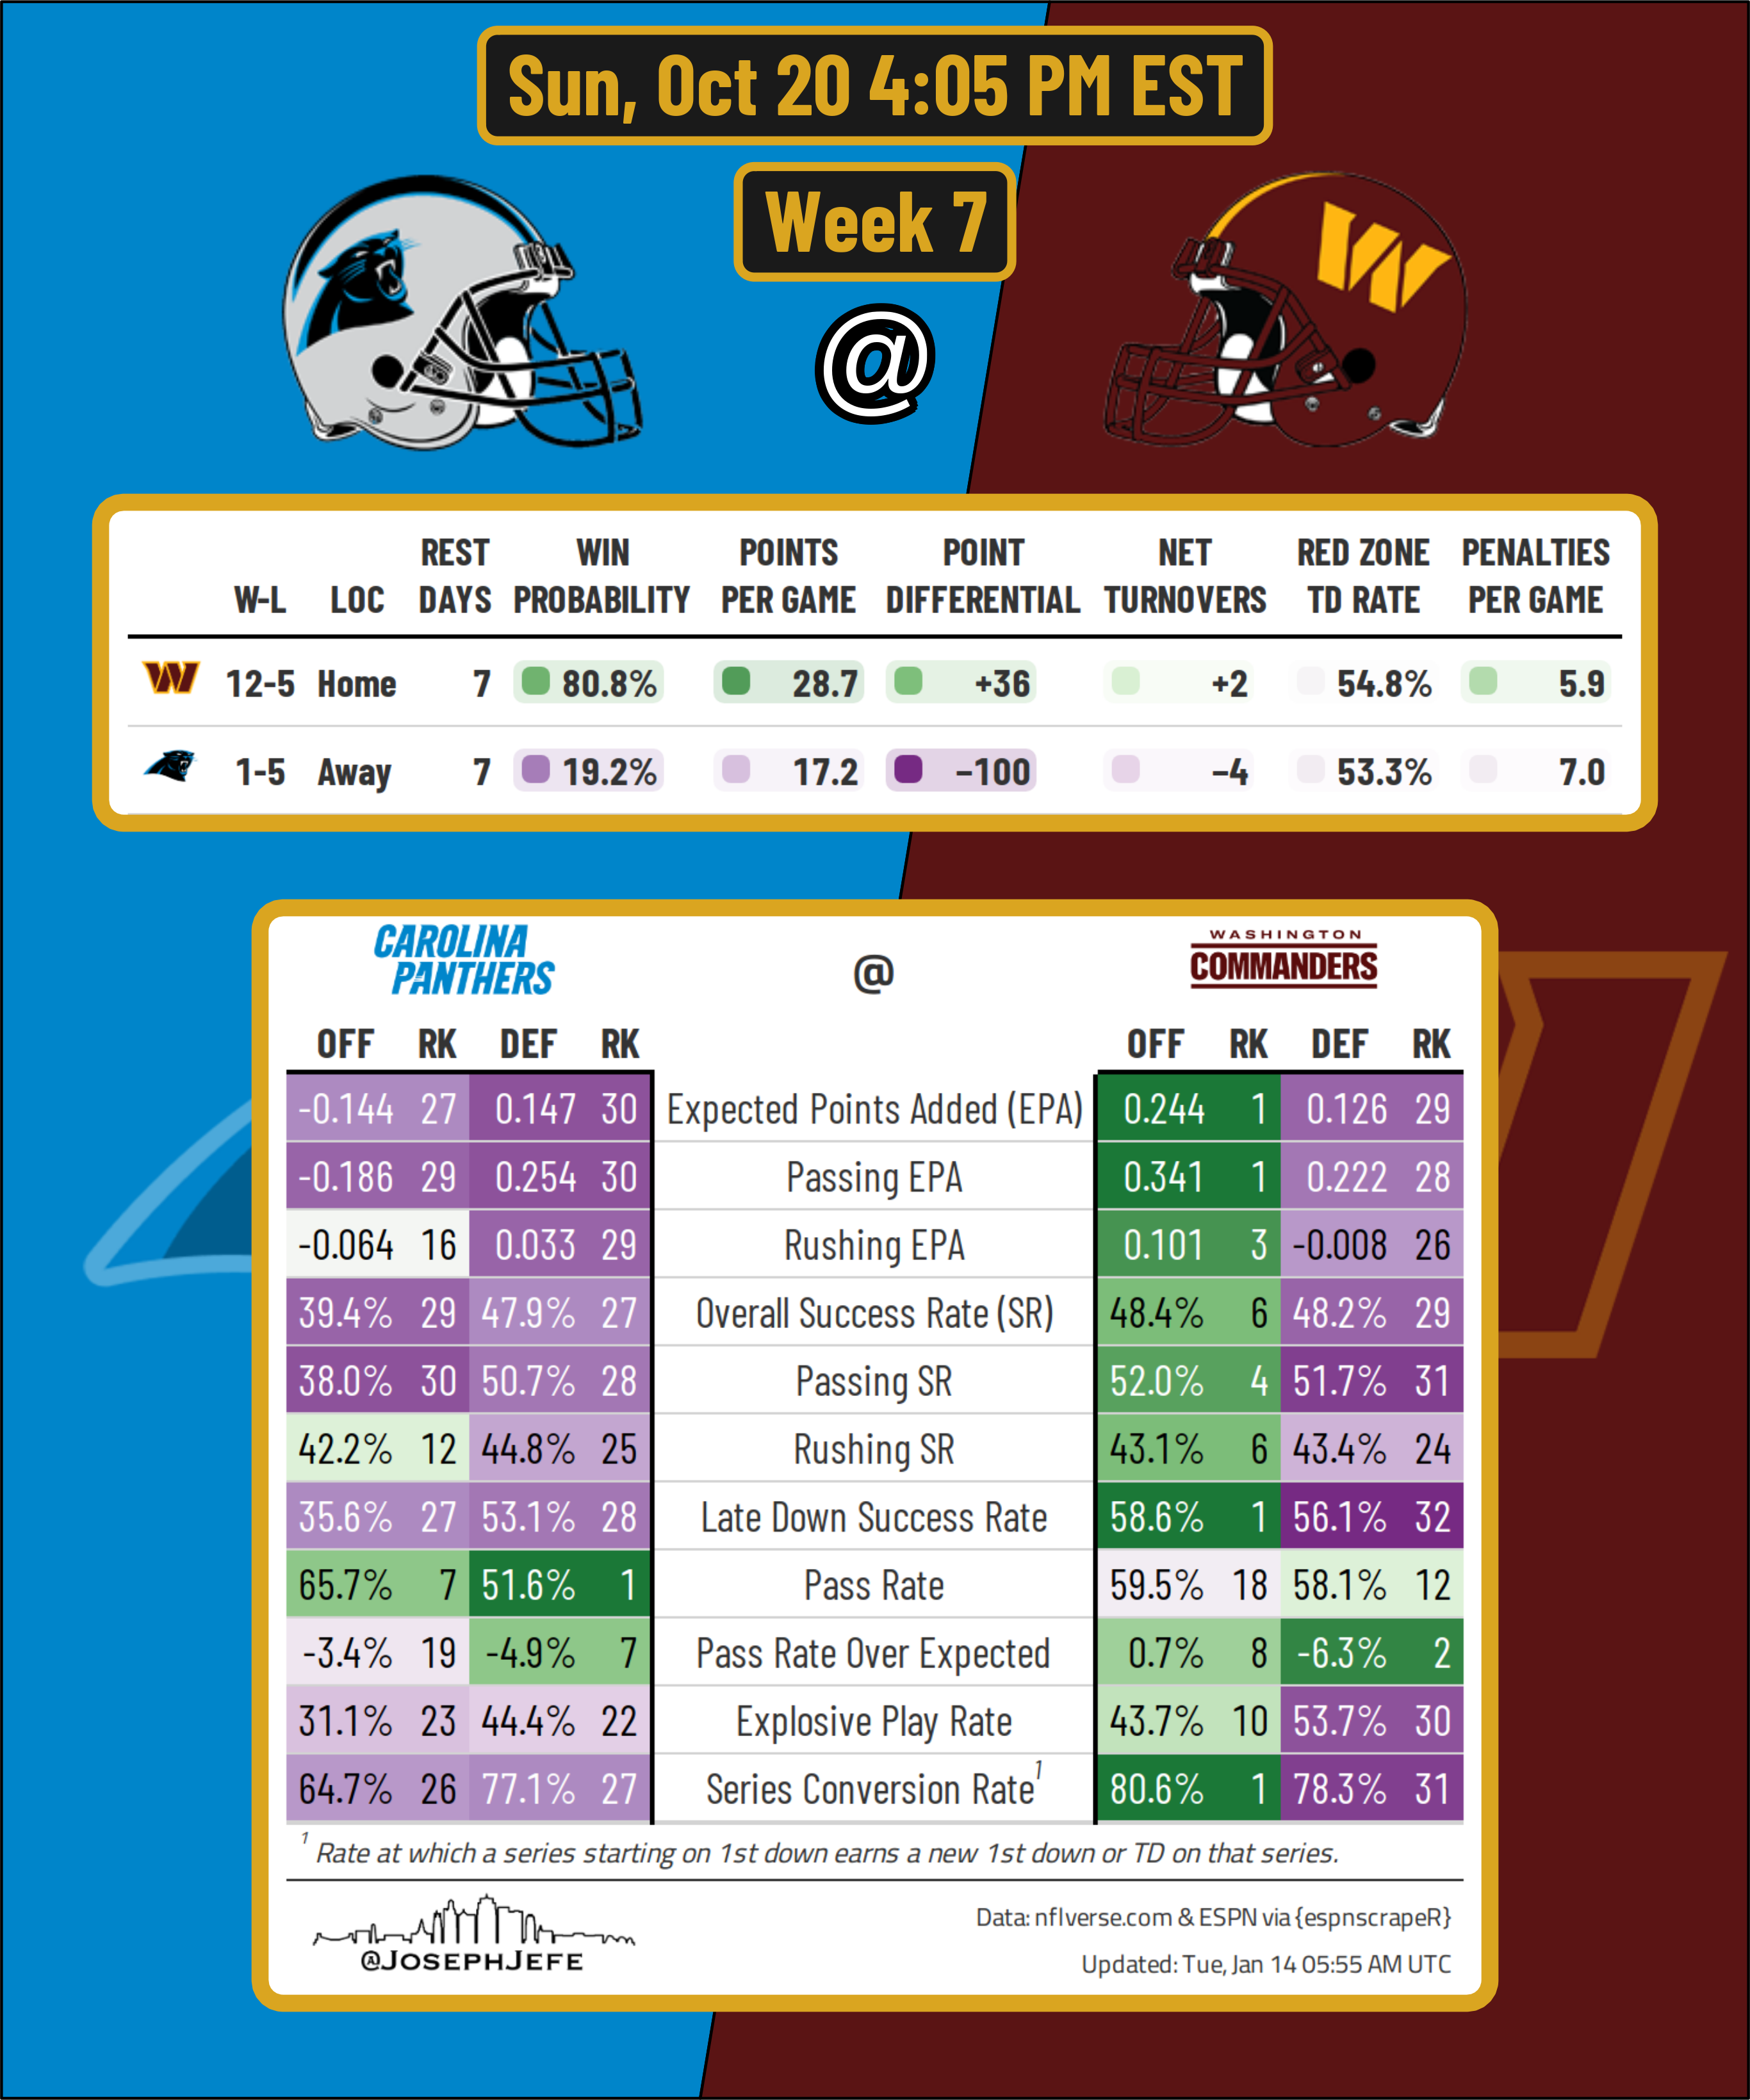 Sun, Oct 20 4:05 PM EST
Week 7
@
W
REST WIN POINTS POINT NET RED ZONE PENALTIES
W-L LOC DAYS PROBABILITY PER GAME DIFFERENTIAL TURNOVERS TD RATE PER GAME
W 12-5 Home 7 80.8% 28.7 +36 +2 54.8% 5.9
1-5 Away 7 19.2% 17.2 −100 −4 53.3% 7.0
CAROLINA PANTHERS @ WASHINGTON COMMANDERS
OFF RK DEF RK OFF RK DEF RK
-0.144 27 0.147 30 Expected Points Added (EPA) 0.244 1 0.126 29
-0.186 29 0.254 30 Passing EPA 0.341 1 0.222 28
-0.064 16 0.033 29 Rushing EPA 0.101 3 -0.008 26
39.4% 29 47.9% 27 Overall Success Rate (SR) 48.4% 6 48.2% 29
38.0% 30 50.7% 28 Passing SR 52.0% 4 51.7% 31
42.2% 12 44.8% 25 Rushing SR 43.1% 6 43.4% 24
35.6% 27 53.1% 28 Late Down Success Rate 58.6% 1 56.1% 32
65.7% 7 51.6% 1 Pass Rate 59.5% 18 58.1% 12
-3.4% 19 -4.9% 7 Pass Rate Over Expected 0.7% 8 -6.3% 2
31.1% 23 44.4% 22 Explosive Play Rate 43.7% 10 53.7% 30
64.7% 26 77.1% 27 Series Conversion Rate¹ 80.6% 1 78.3% 31
¹ Rate at which a series starting on 1st down earns a new 1st down or TD on that series.
@JOSEPHJEFE
Data: nflverse.com & ESPN via {espnscrapeR}
Updated: Tue, Jan 14 05:55 AM UTC